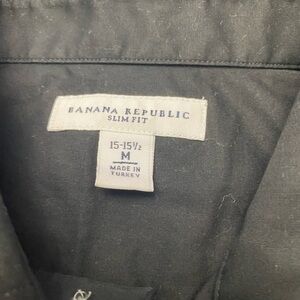 BANANA REPUBLIC
SLIM FIT
15-15½
M
MADE IN
TURKEY